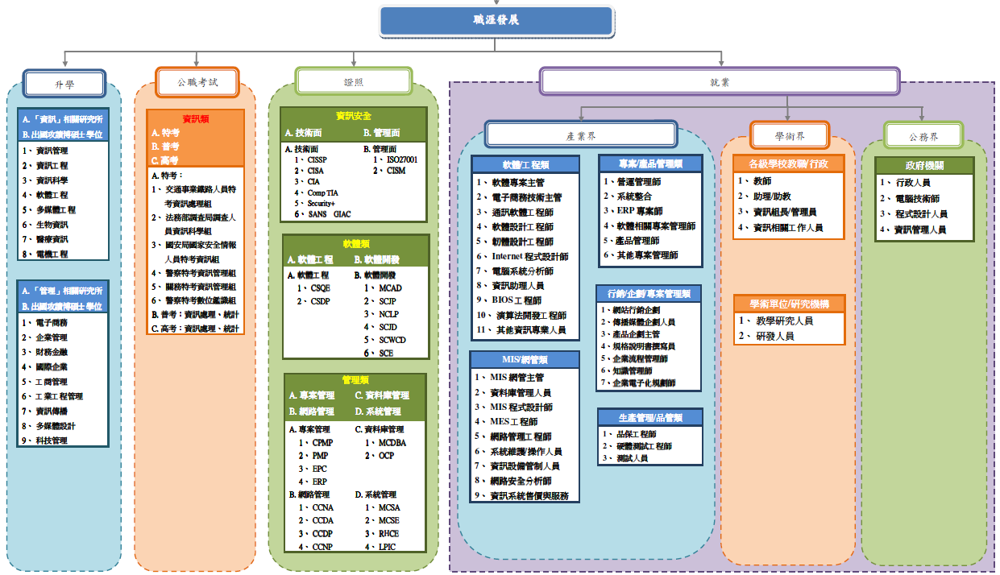 職涯發展
升學
A.「資訊」相關研究所
B.出國攻讀博碩士學位
1、 資訊管理
2、 資訊工程
3、 資訊科學
4、 軟體工程
5、 多媒體工程
6、 生物資訊
7、 醫療資訊
8、 電機工程
A.「管理」相關研究所
B.出國攻讀博碩士學位
1、 電子商務
2、 企業管理
3、 財務金融
4、 國際企業
5、 工商管理
6、 工業工程管理
7、 資訊傳播
8、 多媒體設計
9、 科技管理
公職考試
資訊類
A. 特考
B. 普考
C. 高考
A. 特考：
1、 交通事業鐵路人員特
考資訊處理組
2、 法務部調查局調查人
員資訊科學組
3、 國安局國家安全情報
人員特考資訊組
4、 警察特考資訊管理組
5、 關務特考資訊管理組
6、 警察特考數位鑑識組
B. 普考：資訊處理、統計
C. 高考：資訊處理、統計
證照
資訊安全
A. 技術面 B. 管理面
A. 技術面
1、 CISSP
2、 CISA
3、 CIA
4、 Comp TIA
5、 Security+
6、 SANS GIAC
B. 管理面
1、 ISO27001
2、 CISM
軟體類
A. 軟體工程 B. 軟體開發
A. 軟體工程
1、 CSQE
2、 CSDP
B. 軟體開發
1、 MCAD
2、 SCJP
3、 NCLP
4、 SCJD
5、 SCWCD
6、 SCE
管理類
A. 專案管理 C. 資料庫管理
B. 網路管理 D. 系統管理
A. 專案管理
1、 CPMP
2、 PMP
3、 EPC
4、 ERP
C. 資料庫管理
1、 MCDBA
2、 OCP
B. 網路管理
1、 CCNA
2、 CCDA
3、 CCDP
4、 CCNP
D. 系統管理
1、 MCSA
2、 MCSE
3、 RHCE
4、 LPIC
就業
產業界
軟體/工程類
1、 軟體專案主管
2、 電子商務技術主管
3、 通訊軟體工程師
4、 軟體設計工程師
5、 韌體設計工程師
6、 Internet 程式設計師
7、 電腦系統分析師
8、 資訊助理人員
9、 BIOS 工程師
10、 演算法開發工程師
11、 其他資訊專業人員
MIS/網管類
1、 MIS 網管主管
2、 資料庫管理人員
3、 MIS 程式設計師
4、 MES 工程師
5、 網路管理工程師
6、 系統維護/操作人員
7、 資訊設備管制人員
8、 網路安全分析師
9、 資訊系統售價與服務
專案/產品管理類
1、 營運管理師
2、 系統整合
3、 ERP 專案師
4、 軟體相關專案管理師
5、 產品管理師
6、 其他專案管理師
行銷/企劃/專案管理類
1、 網站行銷企劃
2、 傳播媒體企劃人員
3、 產品企劃主管
4、 規格說明書撰寫員
5、 企業流程管理師
6、 知識管理師
7、 企業電子化規劃師
生產管理/品管類
1、 品保工程師
2、 硬體測試工程師
3、 測試人員
學術界
各級學校教職/行政
1、 教師
2、 助理/助教
3、 資訊組長/管理員
4、 資訊相關工作人員
學術單位/研究機構
1、 教學研究人員
2、 研發人員
公務界
政府機關
1、 行政人員
2、 電腦技術師
3、 程式設計人員
4、 資訊管理人員